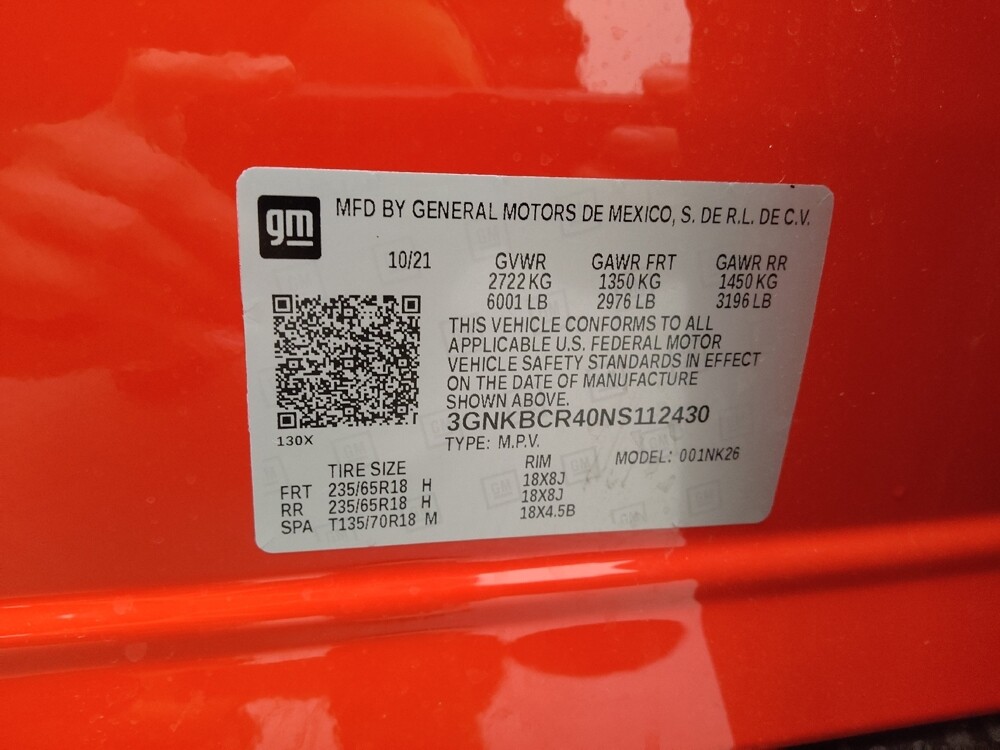 gm
MFD BY GENERAL MOTORS DE MEXICO, S. DE R.L. DE C.V.
10/21 GVWR GAWR FRT GAWR RR
2722 KG 1350 KG 1450 KG
6001 LB 2976 LB 3196 LB
THIS VEHICLE CONFORMS TO ALL
APPLICABLE U.S. FEDERAL MOTOR
VEHICLE SAFETY STANDARDS IN EFFECT
ON THE DATE OF MANUFACTURE
SHOWN ABOVE.
3GNKBCR40NS112430
130X
TYPE: M.P.V.
TIRE SIZE RIM MODEL: 001NK26
FRT 235/65R18 H 18X8J
RR 235/65R18 H 18X8J
SPA T135/70R18 M 18X4.5B